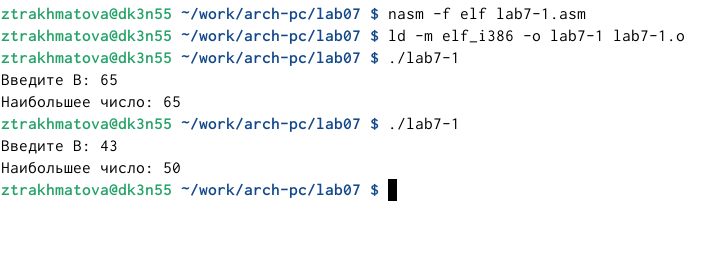 ztrakhmatova@dk3n55 ~/work/arch-pc/lab07 $ nasm -f elf lab7-1.asm
ztrakhmatova@dk3n55 ~/work/arch-pc/lab07 $ ld -m elf_i386 -o lab7-1 lab7-1.o
ztrakhmatova@dk3n55 ~/work/arch-pc/lab07 $ ./lab7-1
Введите B: 65
Наибольшее число: 65
ztrakhmatova@dk3n55 ~/work/arch-pc/lab07 $ ./lab7-1
Введите B: 43
Наибольшее число: 50
ztrakhmatova@dk3n55 ~/work/arch-pc/lab07 $